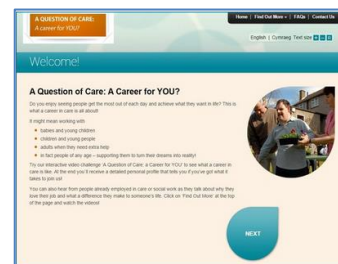 A QUESTION OF CARE:
A career for YOU?
Home | Find Out More | FAQs | Contact Us
English | Cymraeg Text size
Welcome!
A Question of Care: A Career for YOU?
Do you enjoy seeing people get the most out of each day and achieve what they want in life? This is
what a career in care is all about!
It might mean working with:
babies and young children
children and young people
adults when they need extra help
in fact people of any age – supporting them to turn their dreams into reality!
Try our interactive video challenge 'A Question of Care: a Career for YOU' to see what a career in
care is like. At the end you'll receive a detailed personal profile that tells you if you've got what it
takes to join us!
You can also hear from people already employed in care or social work as they talk about why they
love their job and what a difference they make to someone's life. Click on 'Find Out More' at the top
of the page and watch the videos!
NEXT